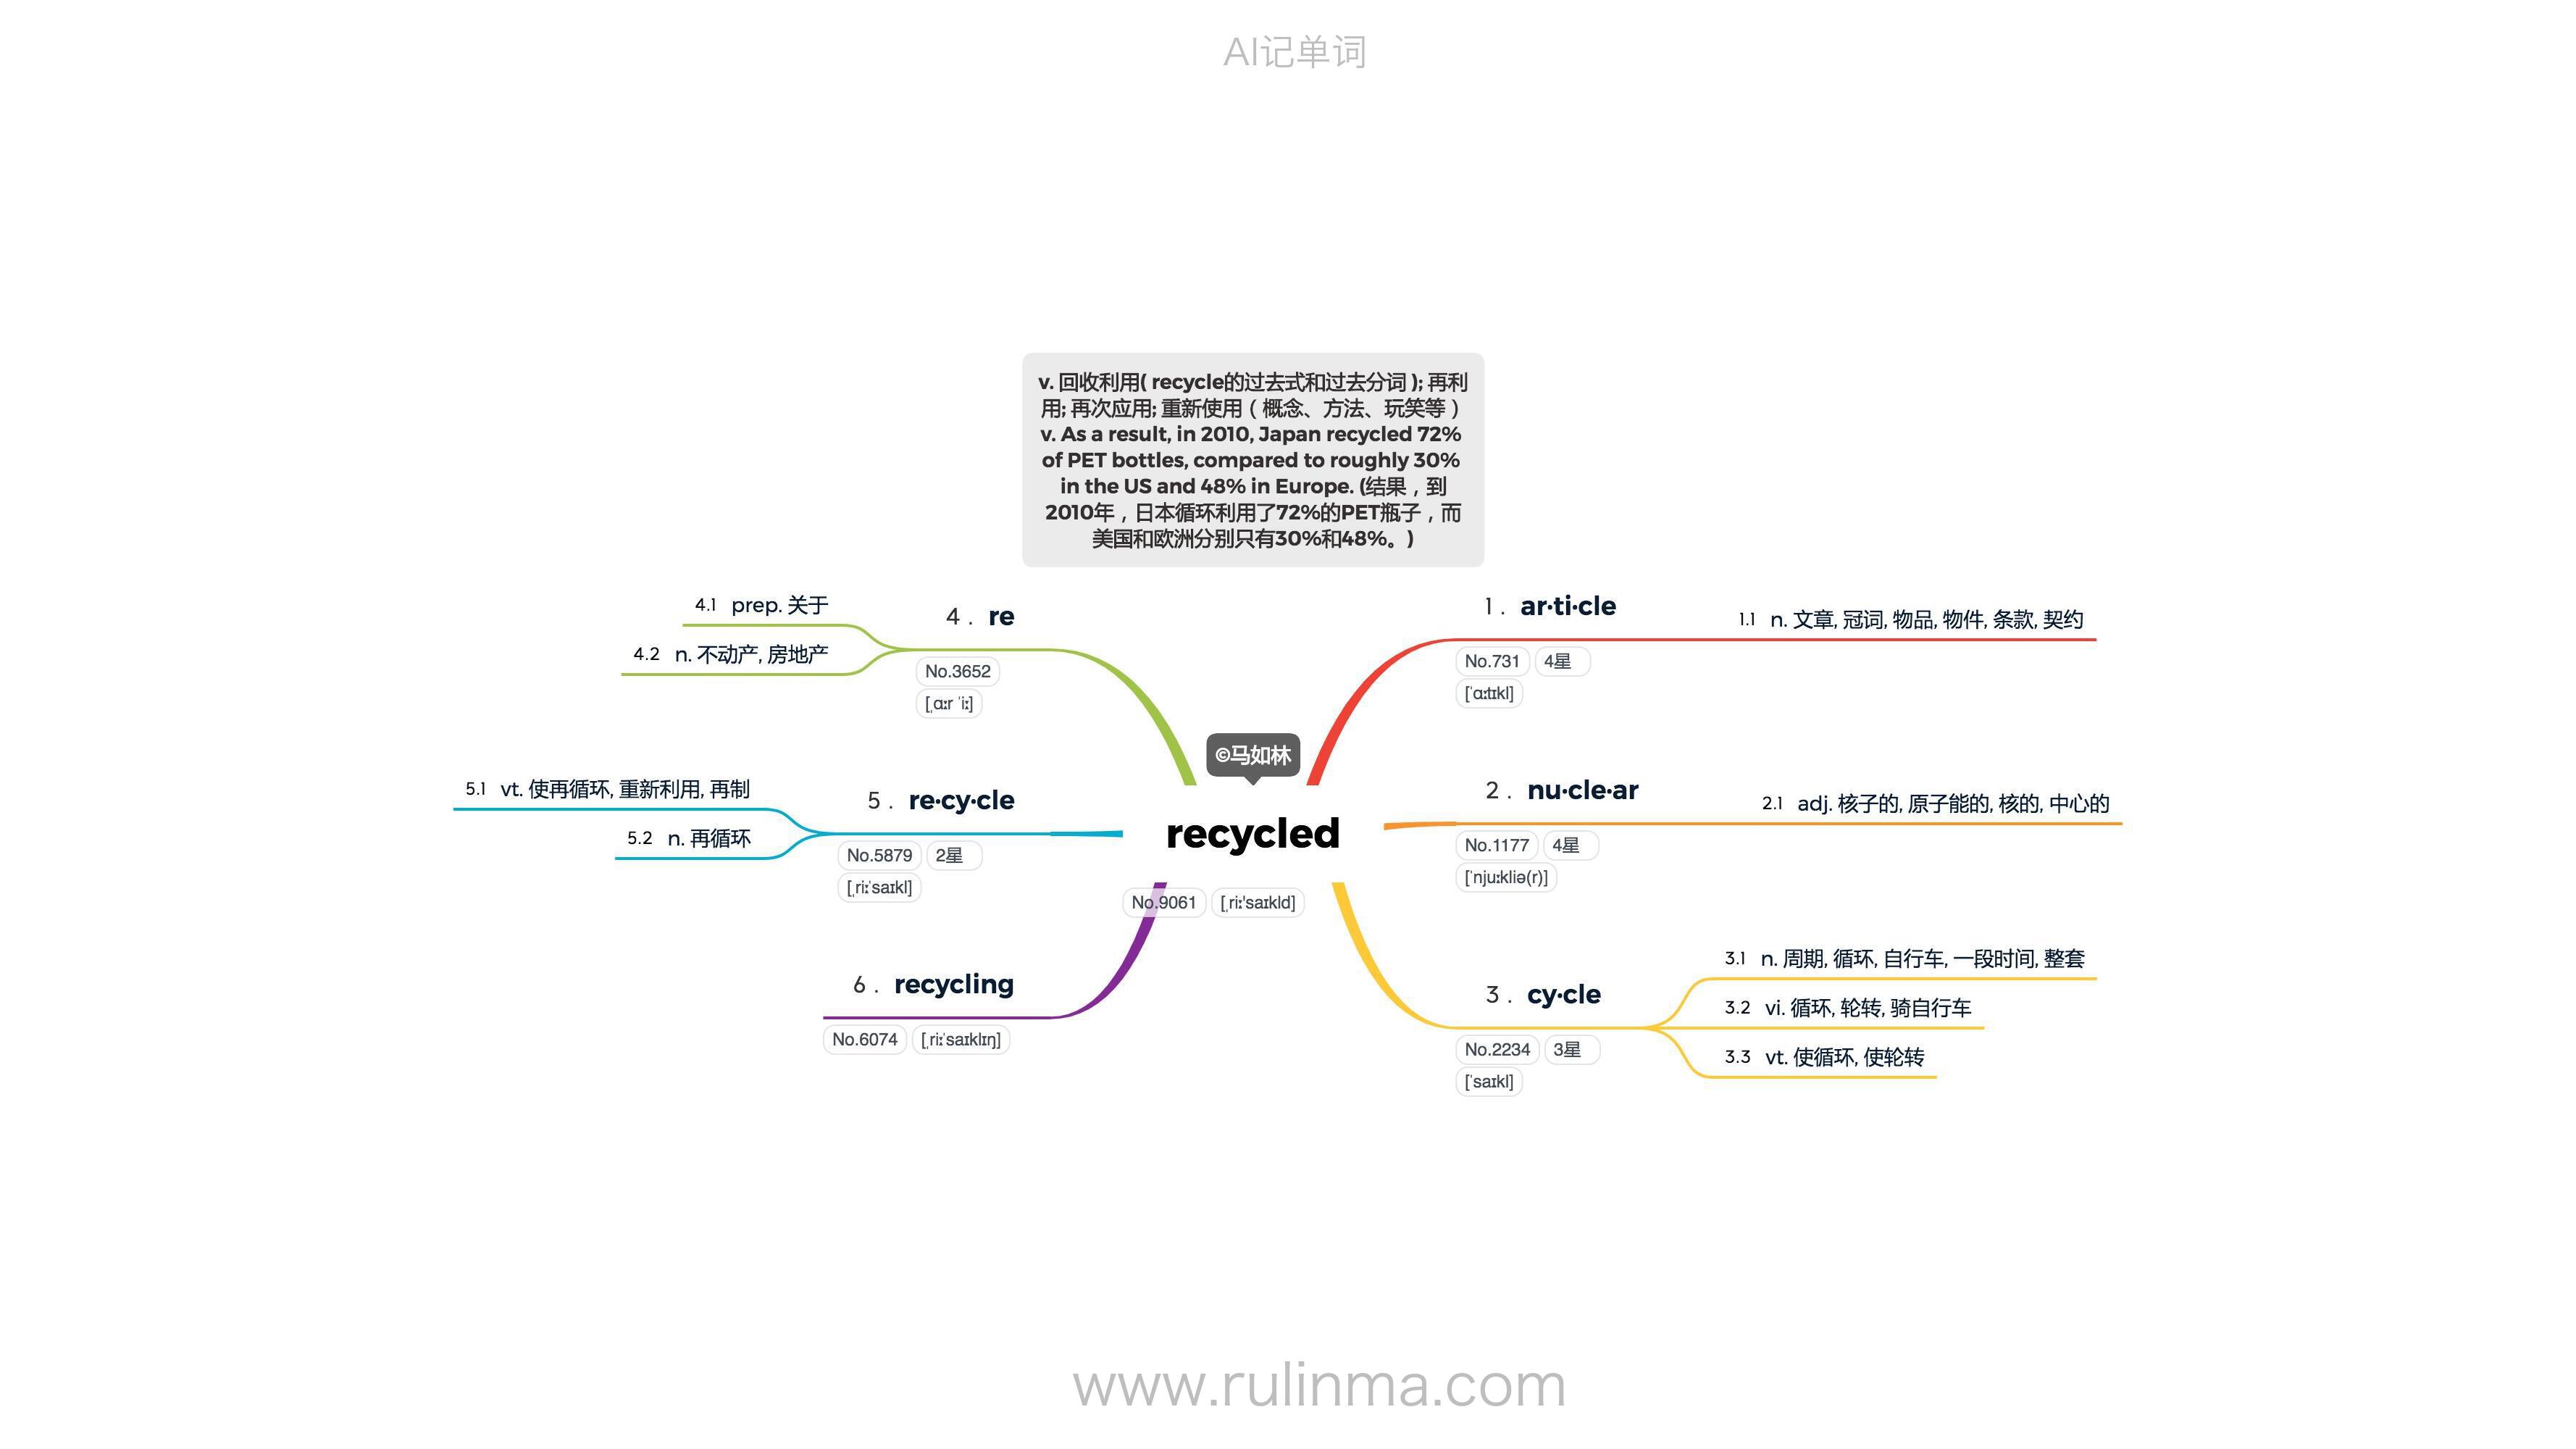 AI记单词
v. 回收利用( recycle的过去式和过去分词 ); 再利
用; 再次应用; 重新使用（概念、方法、玩笑等）
v. As a result, in 2010, Japan recycled 72%
of PET bottles, compared to roughly 30%
in the US and 48% in Europe. (结果，到
2010年，日本循环利用了72%的PET瓶子，而
美国和欧洲分别只有30%和48%。)
©马如林
recycled
No.9061 [ˌriːˈsaɪkld]
1. ar·ti·cle
No.731 4星
[ˈɑːtɪkl]
1.1 n. 文章, 冠词, 物品, 物件, 条款, 契约
2. nu·cle·ar
No.1177 4星
[ˈnjuːkliə(r)]
2.1 adj. 核子的, 原子能的, 核的, 中心的
3. cy·cle
No.2234 3星
[ˈsaɪkl]
3.1 n. 周期, 循环, 自行车, 一段时间, 整套
3.2 vi. 循环, 轮转, 骑自行车
3.3 vt. 使循环, 使轮转
4. re
No.3652
[ˌɑːr ˈiː]
4.1 prep. 关于
4.2 n. 不动产, 房地产
5. re·cy·cle
No.5879 2星
[ˌriːˈsaɪkl]
5.1 vt. 使再循环, 重新利用, 再制
5.2 n. 再循环
6. recycling
No.6074 [ˌriːˈsaɪklɪŋ]
www.rulinma.com